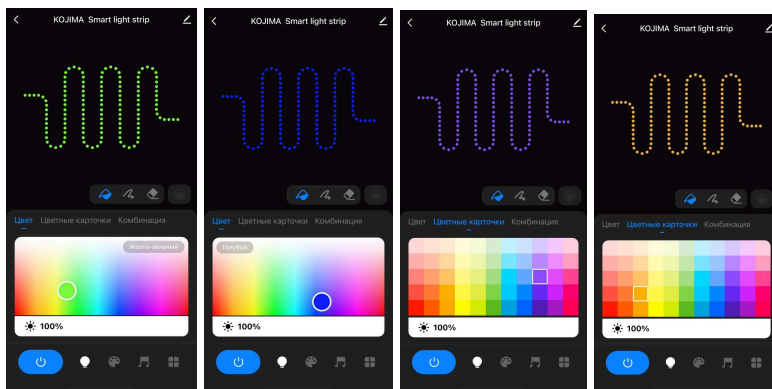 KOJIMA Smart light strip
Цвет Цветные карточки Комбинация
Желто-зеленый
100%
KOJIMA Smart light strip
Цвет Цветные карточки Комбинация
Голубой
100%
KOJIMA Smart light strip
Цвет Цветные карточки Комбинация
100%
KOJIMA Smart light strip
Цвет Цветные карточки Комбинация
100%